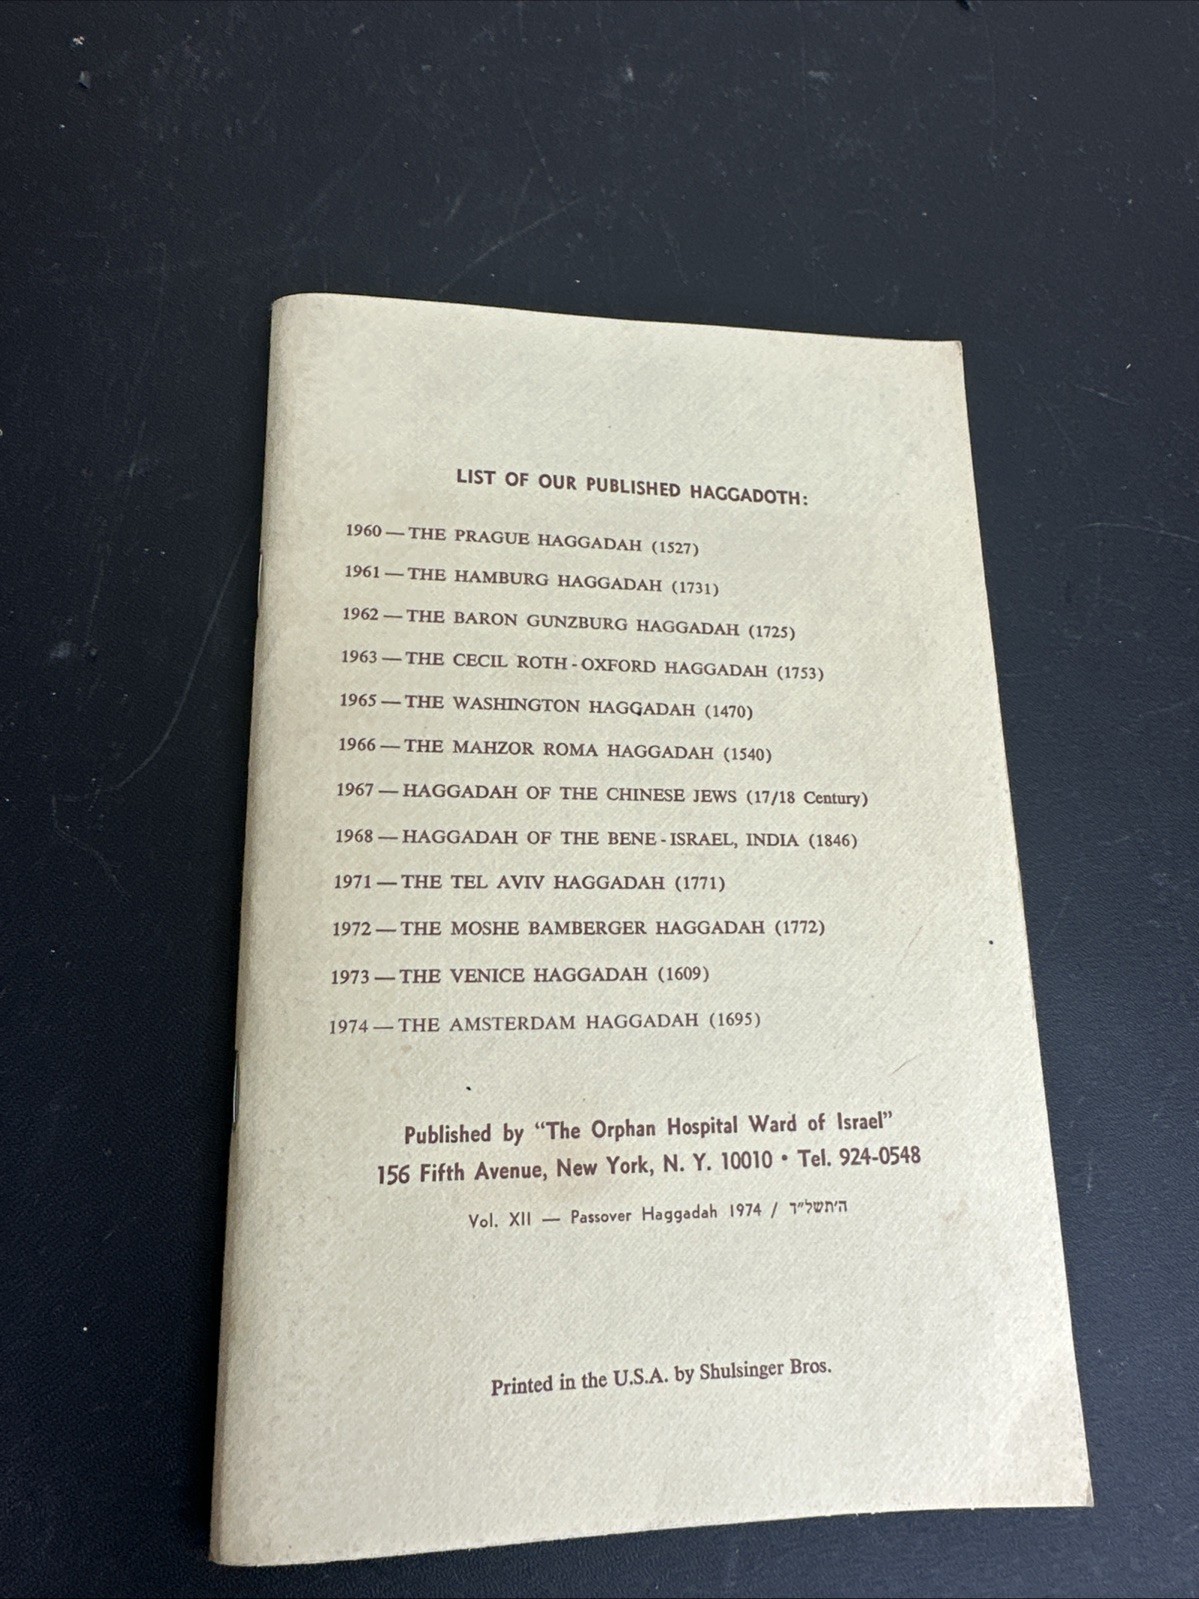 LIST OF OUR PUBLISHED HAGGADOTH:
1960 — THE PRAGUE HAGGADAH (1527)
1961 — THE HAMBURG HAGGADAH (1731)
1962 — THE BARON GUNZBURG HAGGADAH (1725)
1963 — THE CECIL ROTH - OXFORD HAGGADAH (1753)
1965 — THE WASHINGTON HAGGADAH (1470)
1966 — THE MAHZOR ROMA HAGGADAH (1540)
1967 — HAGGADAH OF THE CHINESE JEWS (17/18 Century)
1968 — HAGGADAH OF THE BENE - ISRAEL, INDIA (1846)
1971 — THE TEL AVIV HAGGADAH (1771)
1972 — THE MOSHE BAMBERGER HAGGADAH (1772)
1973 — THE VENICE HAGGADAH (1609)
1974 — THE AMSTERDAM HAGGADAH (1695)
Published by “The Orphan Hospital Ward of Israel”
156 Fifth Avenue, New York, N. Y. 10010 • Tel. 924-0548
Vol. XII — Passover Haggadah 1974 / ה׳תשל״ד
Printed in the U.S.A. by Shulsinger Bros.